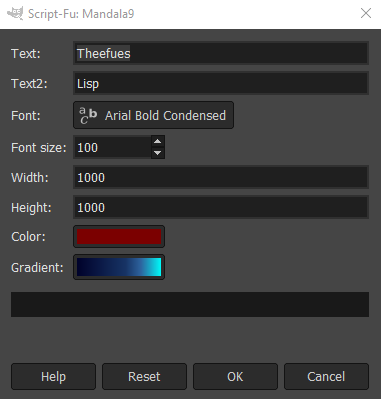 Script-Fu: Mandala9
Text: Theefues
Text2: Lisp
Font: abc Arial Bold Condensed
Font size: 100
Width: 1000
Height: 1000
Color:
Gradient:
Help Reset OK Cancel